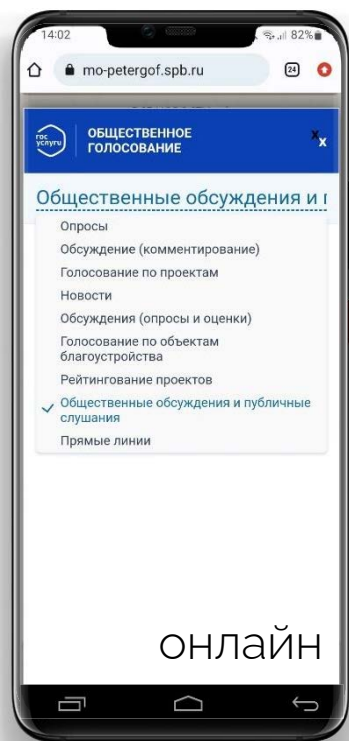 14:02
82%
mo-petergof.spb.ru
24
гос
услуги
ОБЩЕСТВЕННОЕ
ГОЛОСОВАНИЕ
x
x
Общественные обсуждения и п
Опросы
Обсуждение (комментирование)
Голосование по проектам
Новости
Обсуждения (опросы и оценки)
Голосование по объектам
благоустройства
Рейтингование проектов
Общественные обсуждения и публичные
слушания
Прямые линии
онлайн